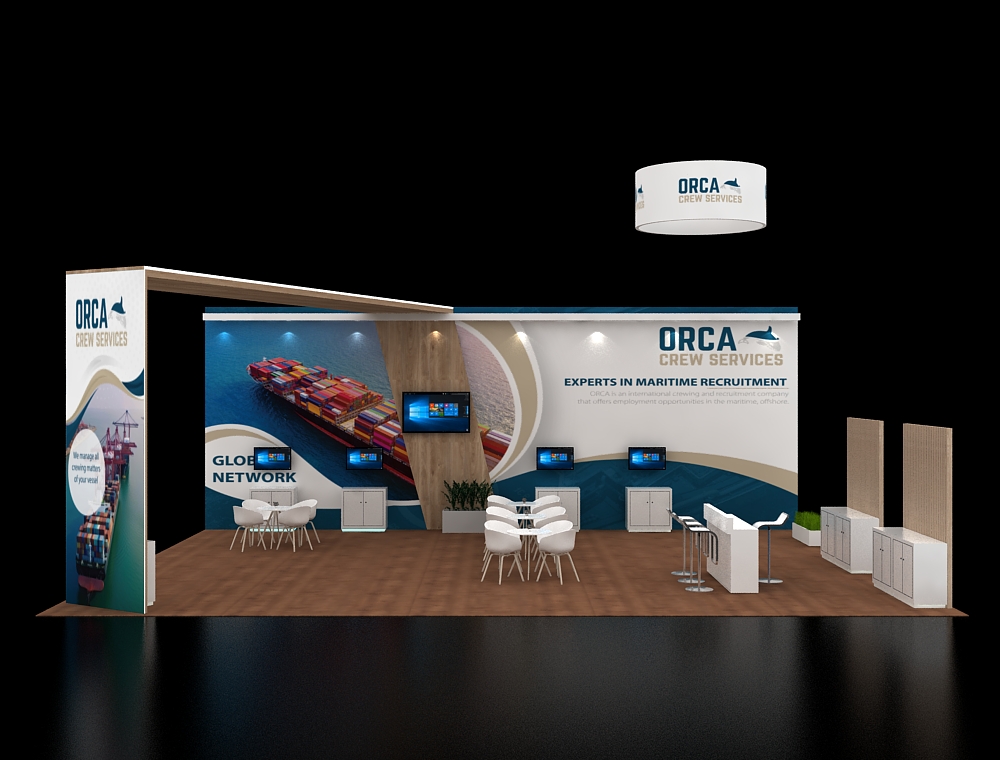 ORCA
CREW SERVICES
ORCA
CREW SERVICES
We manage all
crewing matters
of your vessel
ORCA
CREW SERVICES
EXPERTS IN MARITIME RECRUITMENT
ORCA is an international crewing and recruitment company
that offers employment opportunities in the maritime, offshore.
GLOB
NETWORK